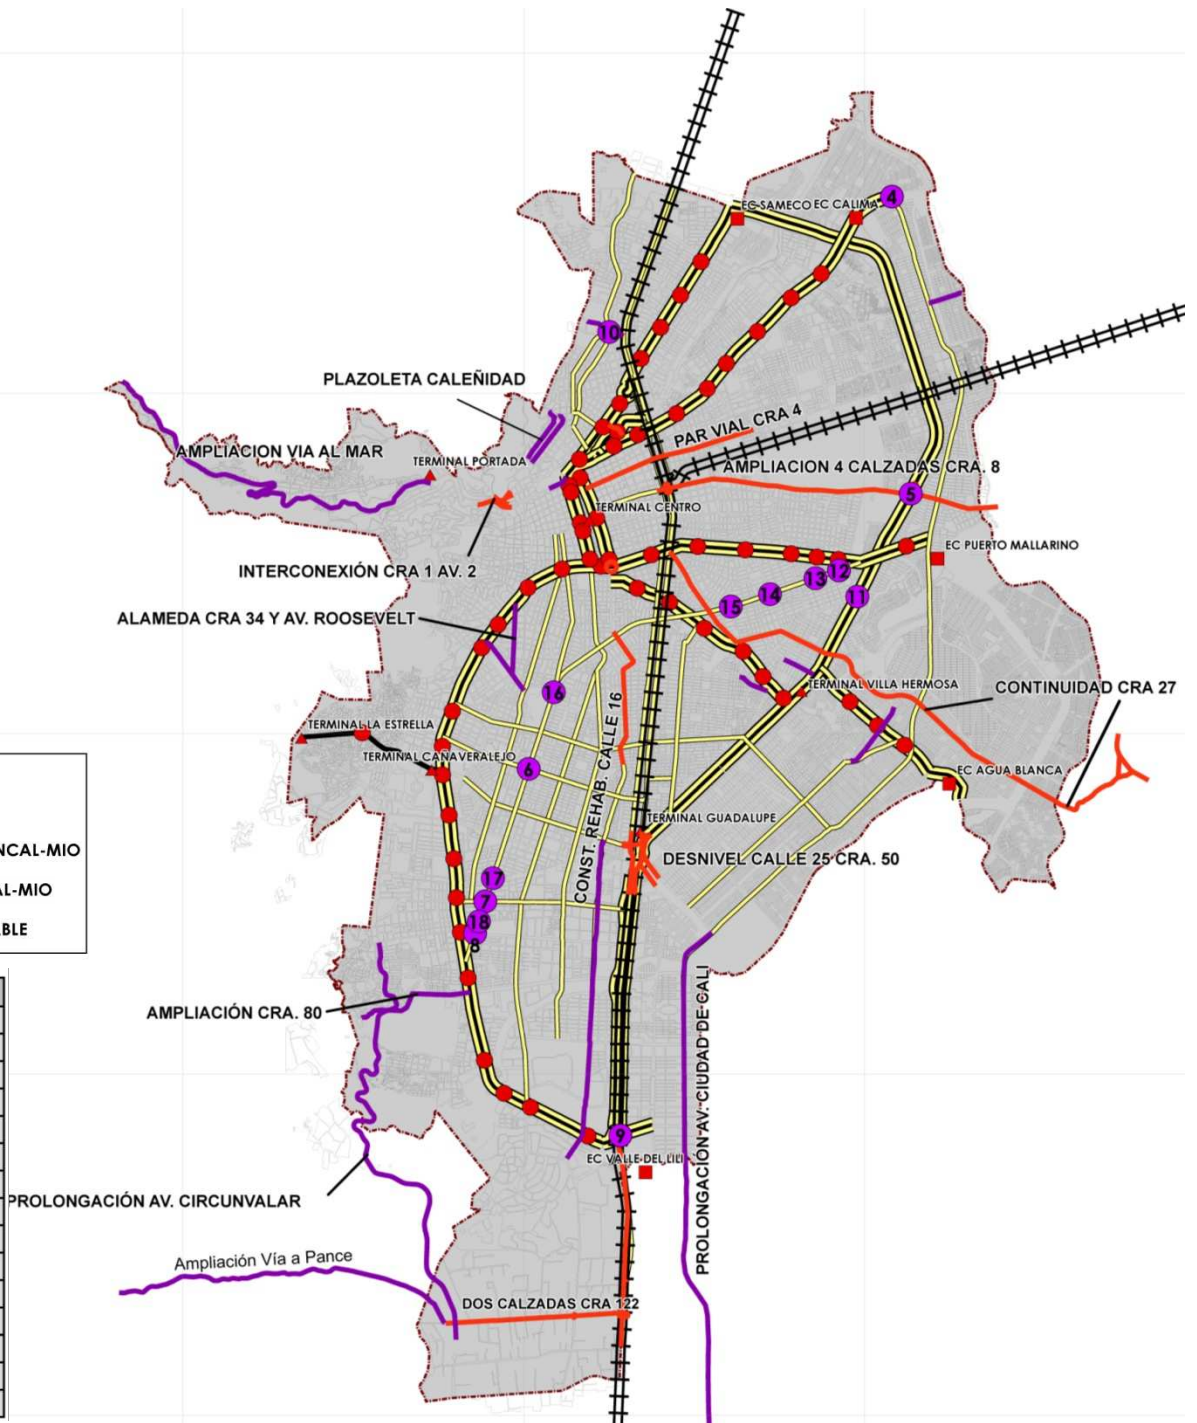 EC SAMECO
EC CALIMA
4
10
PLAZOLETA CALEÑIDAD
PAR VIAL CRA 4
AMPLIACION VIA AL MAR
TERMINAL PORTADA
AMPLIACION 4 CALZADAS CRA. 8
5
TERMINAL CENTRO
EC PUERTO MALLARINO
INTERCONEXIÓN CRA 1 AV. 2
12
13
14
11
15
ALAMEDA CRA 34 Y AV. ROOSEVELT
16
TERMINAL VILLA HERMOSA
CONTINUIDAD CRA 27
TERMINAL LA ESTRELLA
TERMINAL CAÑAVERALEJO
6
EC AGUA BLANCA
CONST. REHAB. CALLE 16
TERMINAL GUADALUPE
NCAL-MIO
DESNIVEL CALLE 25 CRA. 50
AL-MIO
17
7
18
8
BLE
AMPLIACIÓN CRA. 80
PROLONGACIÓN AV. CIUDAD DE CALI
9
EC VALLE DEL LILI
PROLONGACIÓN AV. CIRCUNVALAR
Ampliación Vía a Pance
DOS CALZADAS CRA 122